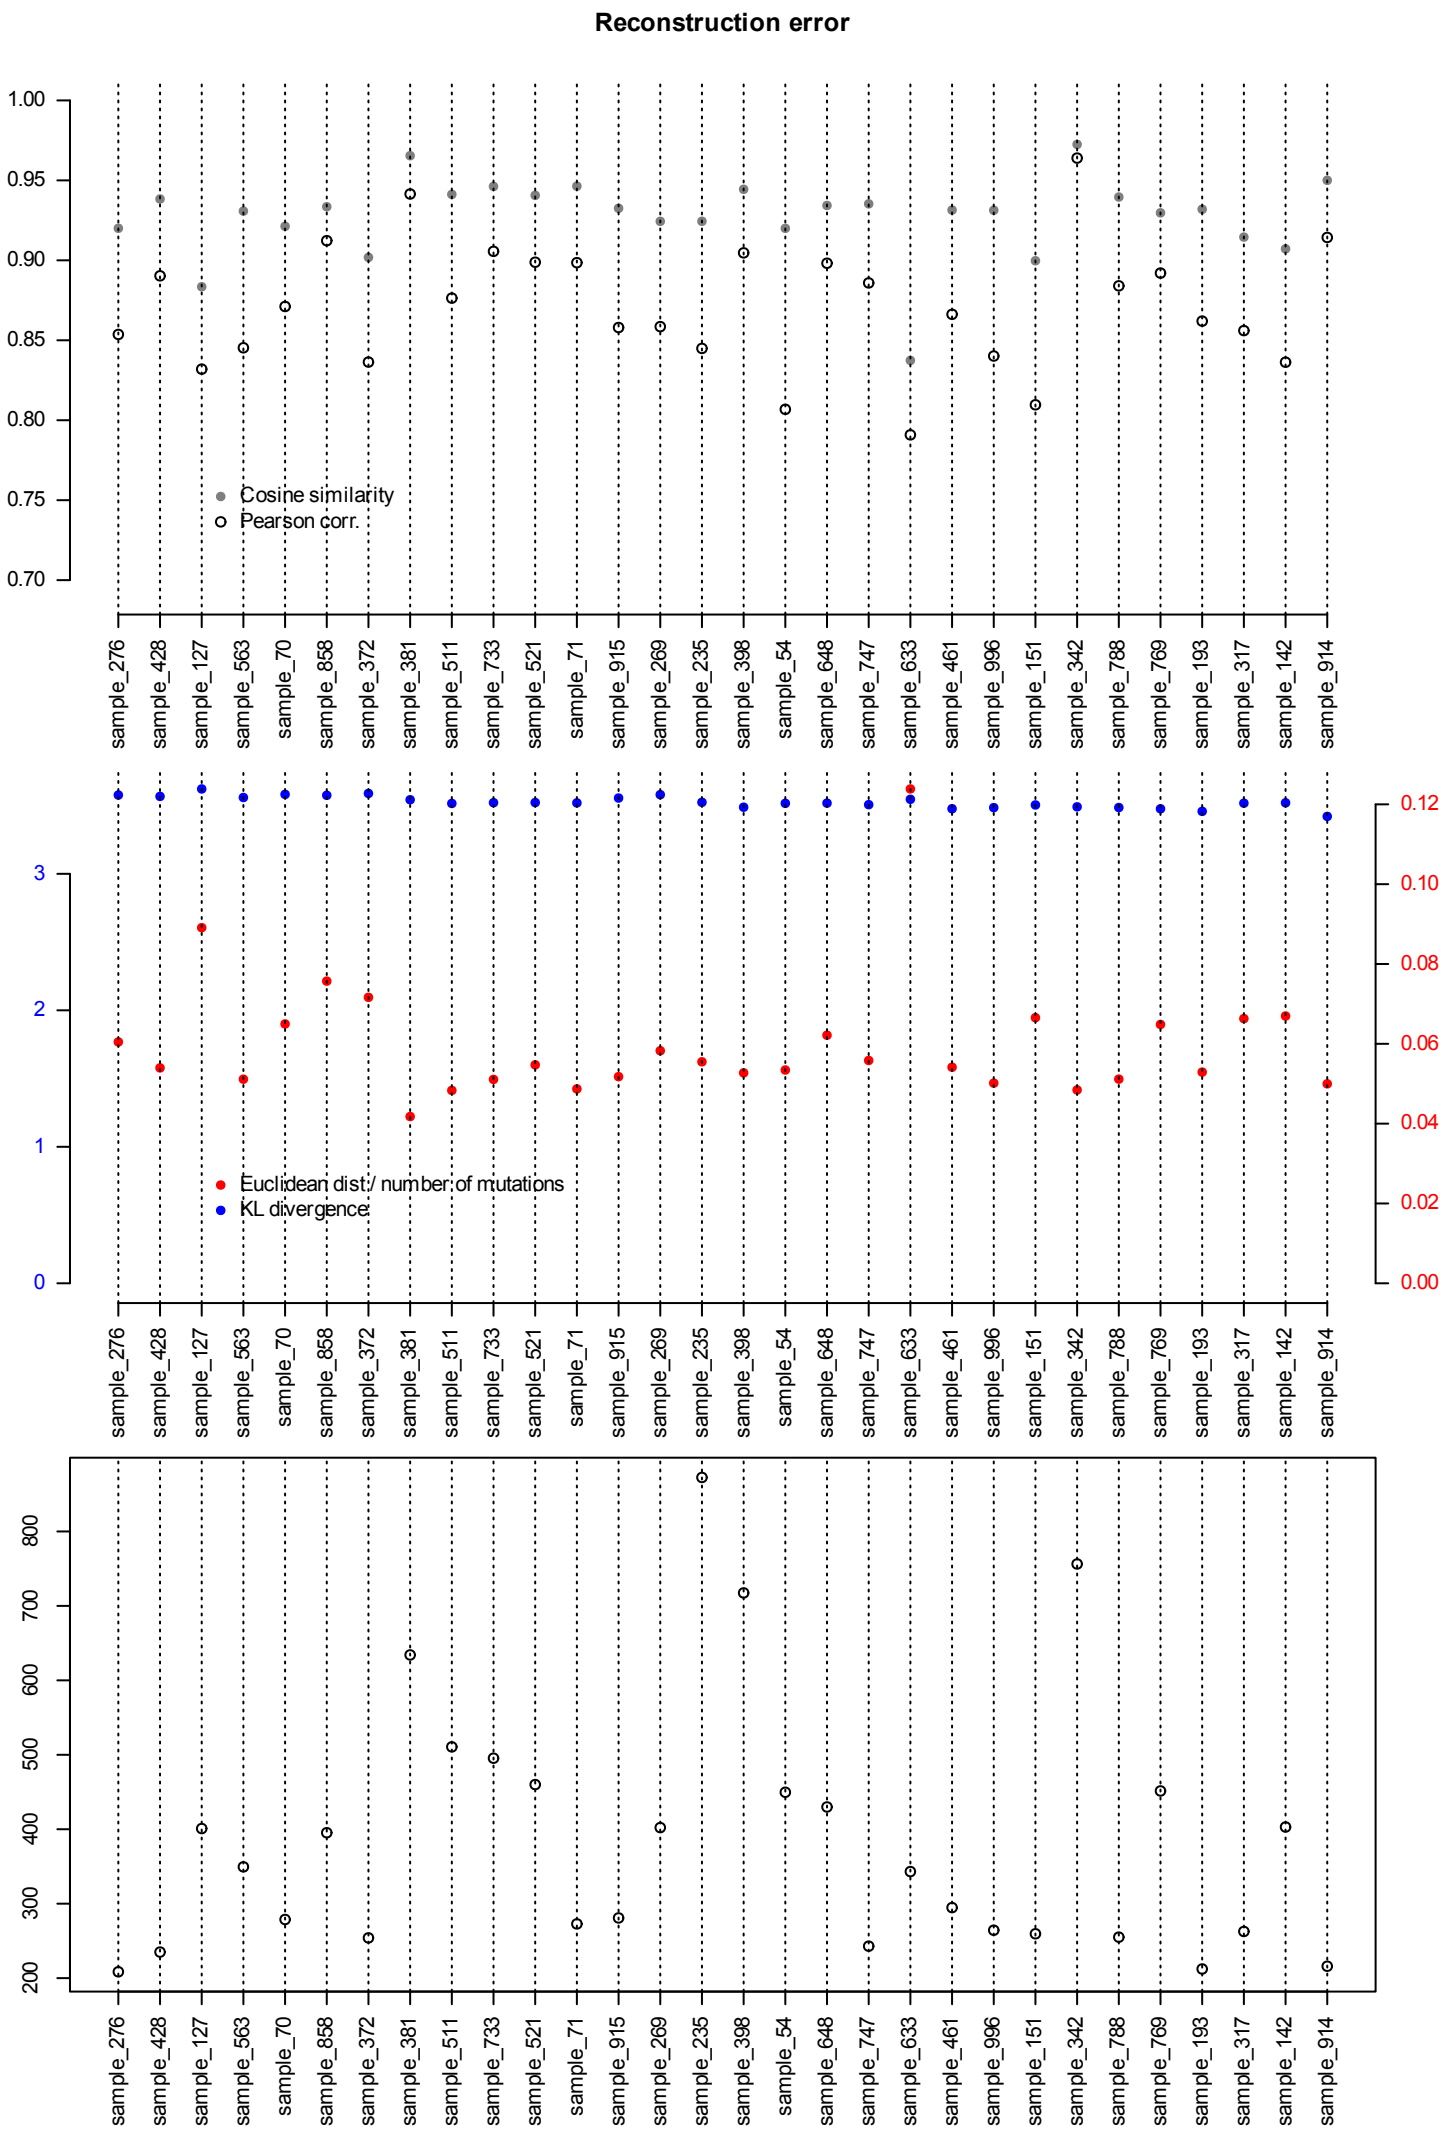 Reconstruction error
1.00
0.95
0.90
0.85
0.80
0.75
0.70
Cosine similarity
Pearson corr.
sample_276
sample_428
sample_127
sample_563
sample_70
sample_858
sample_372
sample_381
sample_511
sample_733
sample_521
sample_71
sample_915
sample_269
sample_235
sample_398
sample_54
sample_648
sample_747
sample_633
sample_461
sample_996
sample_151
sample_342
sample_788
sample_769
sample_193
sample_317
sample_142
sample_914
3
2
1
0
0.12
0.10
0.08
0.06
0.04
0.02
0.00
Euclidean dist./ number of mutations
KL divergence
sample_276
sample_428
sample_127
sample_563
sample_70
sample_858
sample_372
sample_381
sample_511
sample_733
sample_521
sample_71
sample_915
sample_269
sample_235
sample_398
sample_54
sample_648
sample_747
sample_633
sample_461
sample_996
sample_151
sample_342
sample_788
sample_769
sample_193
sample_317
sample_142
sample_914
800
700
600
500
400
300
200
sample_276
sample_428
sample_127
sample_563
sample_70
sample_858
sample_372
sample_381
sample_511
sample_733
sample_521
sample_71
sample_915
sample_269
sample_235
sample_398
sample_54
sample_648
sample_747
sample_633
sample_461
sample_996
sample_151
sample_342
sample_788
sample_769
sample_193
sample_317
sample_142
sample_914